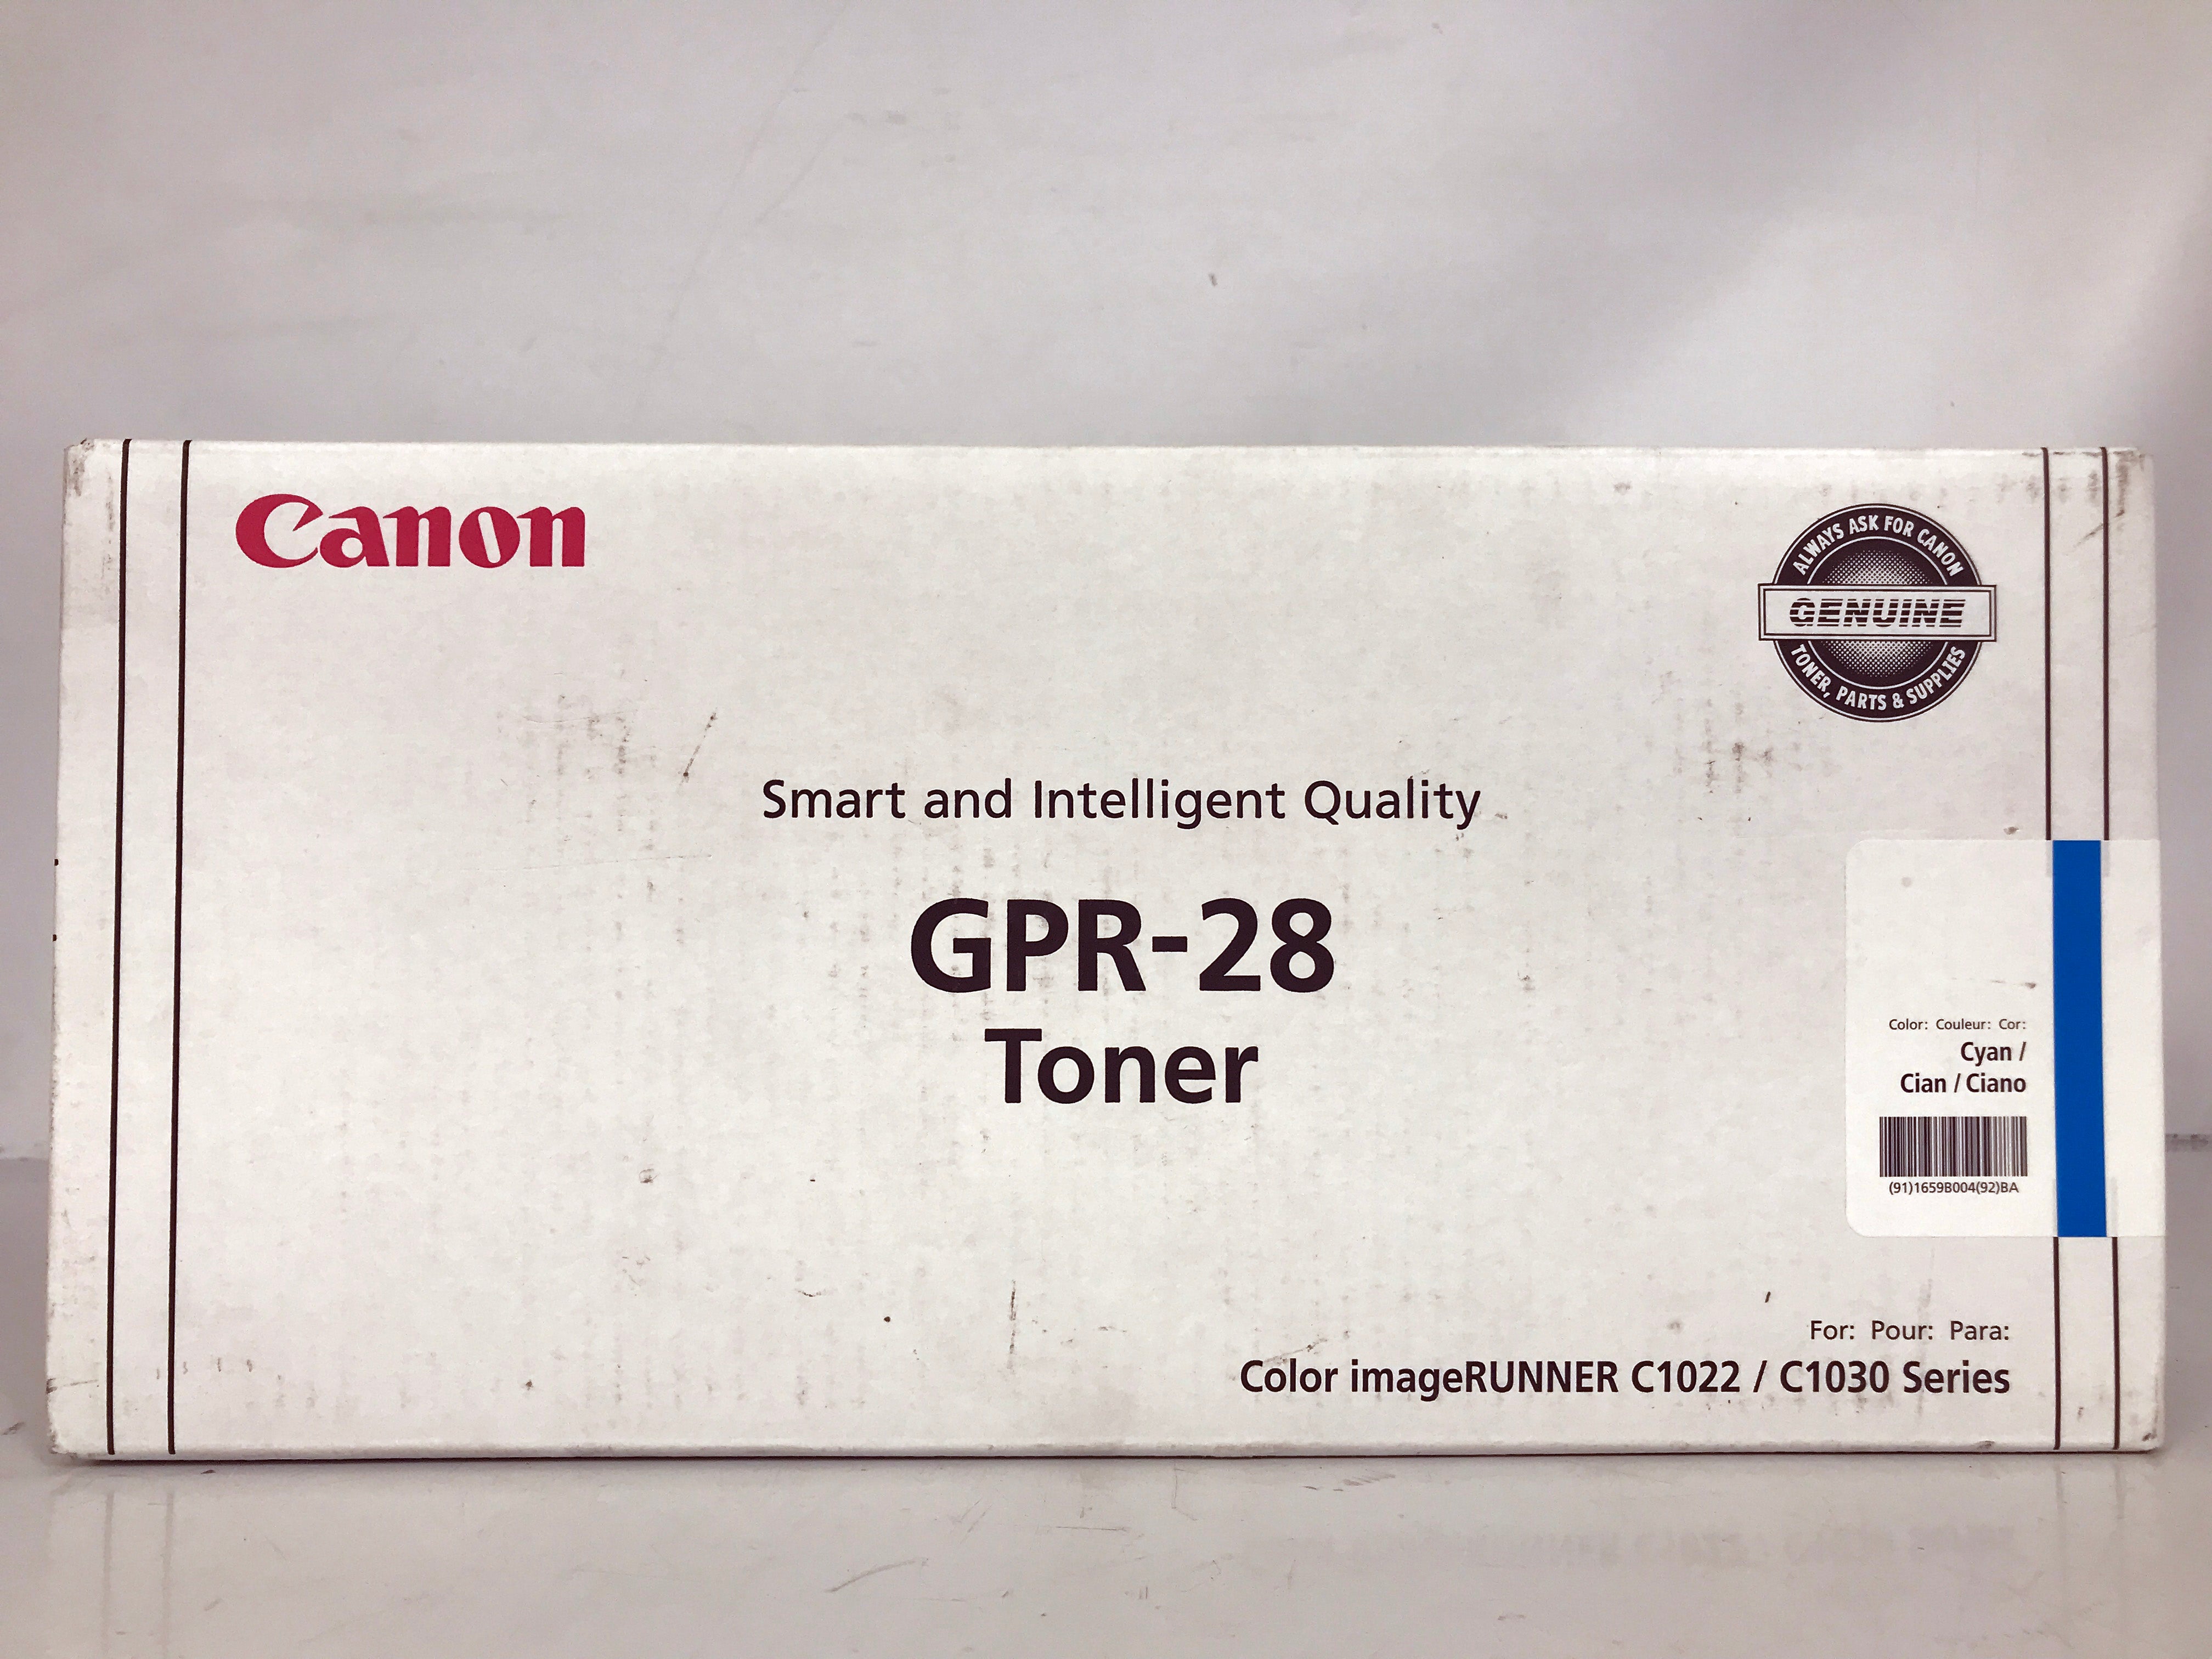 Canon
ALWAYS ASK FOR CANON
GENUINE
TONER, PARTS & SUPPLIES
Smart and Intelligent Quality
GPR-28
Toner
Color: Couleur: Cor:
Cyan /
Cian / Ciano
(91)1659B004(92)BA
For: Pour: Para:
Color imageRUNNER C1022 / C1030 Series